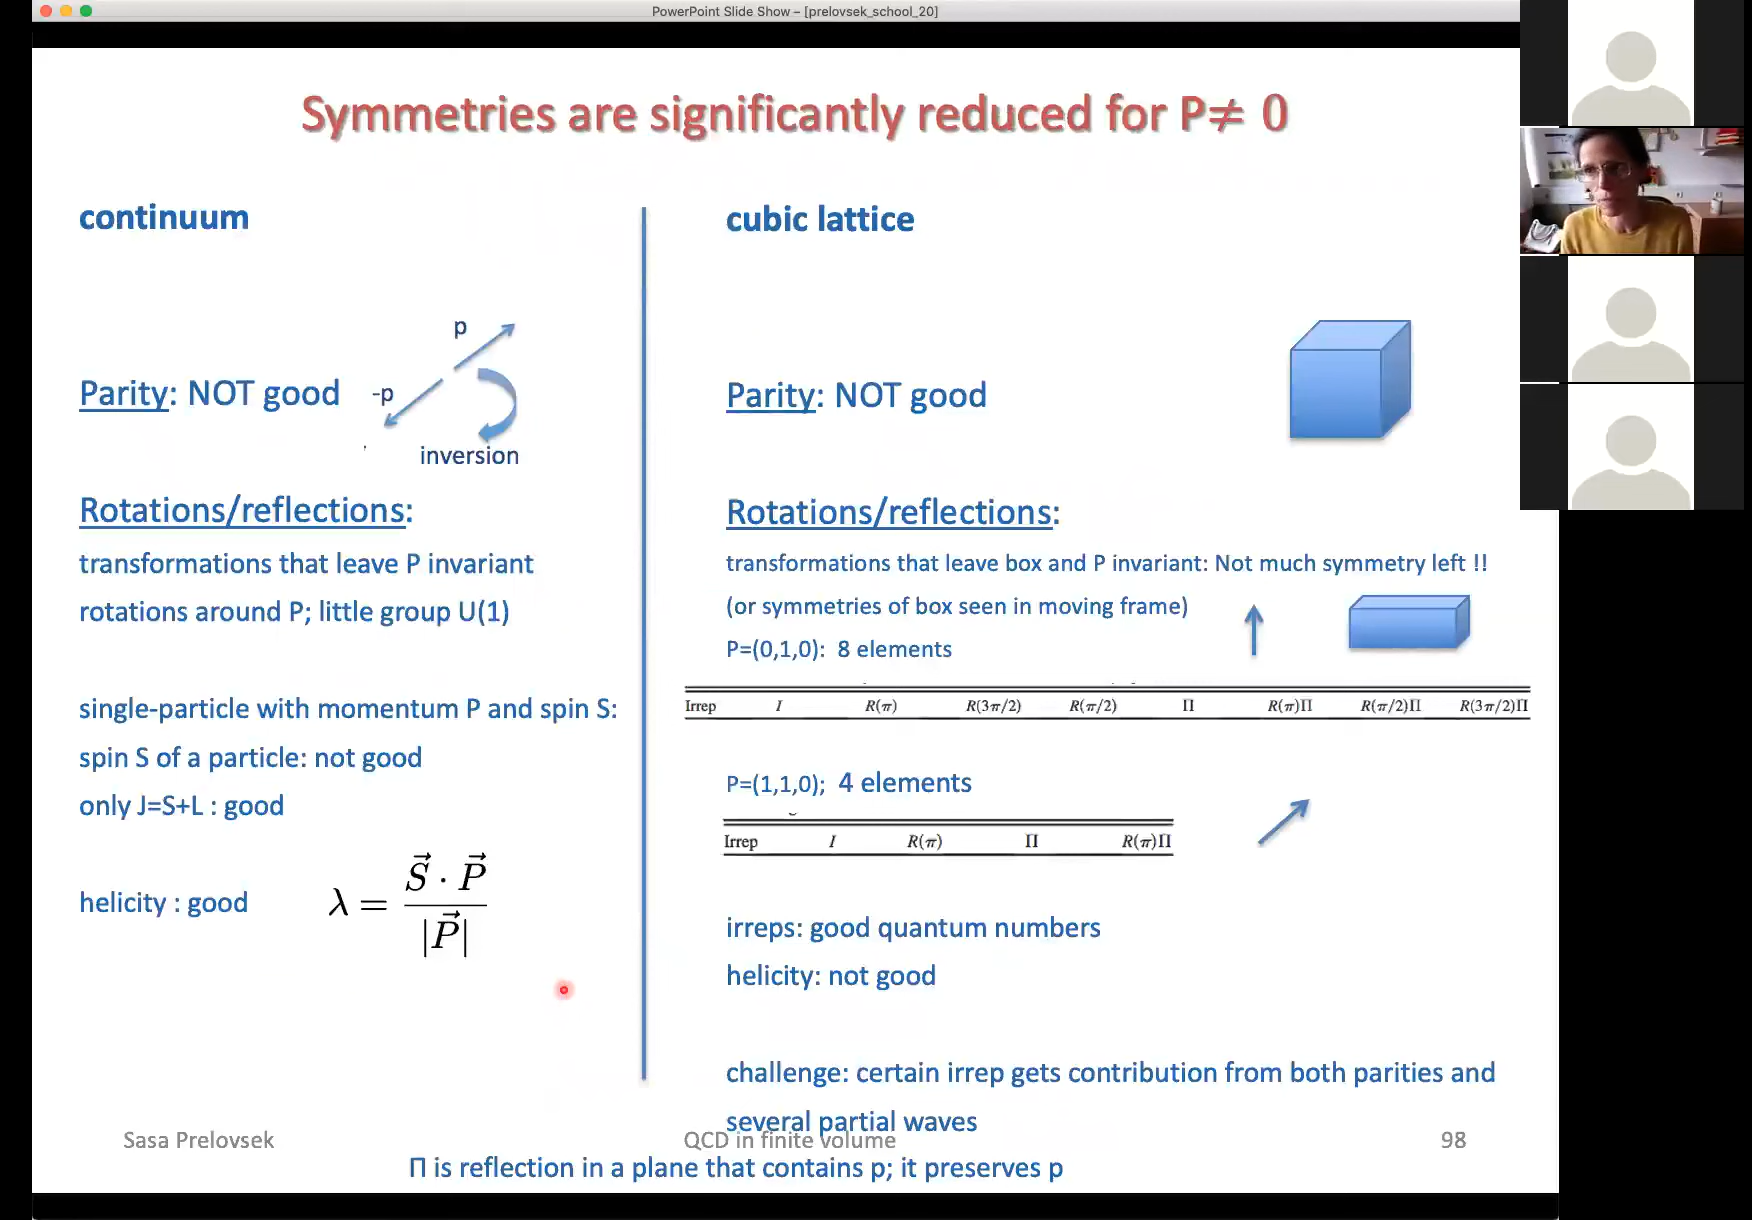 PowerPoint Slide Show – [prelovsek_school_20]
Symmetries are significantly reduced for P≠ 0
continuum
p
-p
inversion
Parity: NOT good
Rotations/reflections:
transformations that leave P invariant
rotations around P; little group U(1)
single-particle with momentum P and spin S:
spin S of a particle: not good
only J=S+L : good
helicity : good
λ = S⃗ · P⃗ / |P⃗|
cubic lattice
Parity: NOT good
Rotations/reflections:
transformations that leave box and P invariant: Not much symmetry left !!
(or symmetries of box seen in moving frame)
P=(0,1,0): 8 elements
Irrep I R(π) R(3π/2) R(π/2) Π R(π)Π R(π/2)Π R(3π/2)Π
P=(1,1,0); 4 elements
Irrep I R(π) Π R(π)Π
irreps: good quantum numbers
helicity: not good
challenge: certain irrep gets contribution from both parities and
several partial waves
Sasa Prelovsek
QCD in finite volume
98
Π is reflection in a plane that contains p; it preserves p